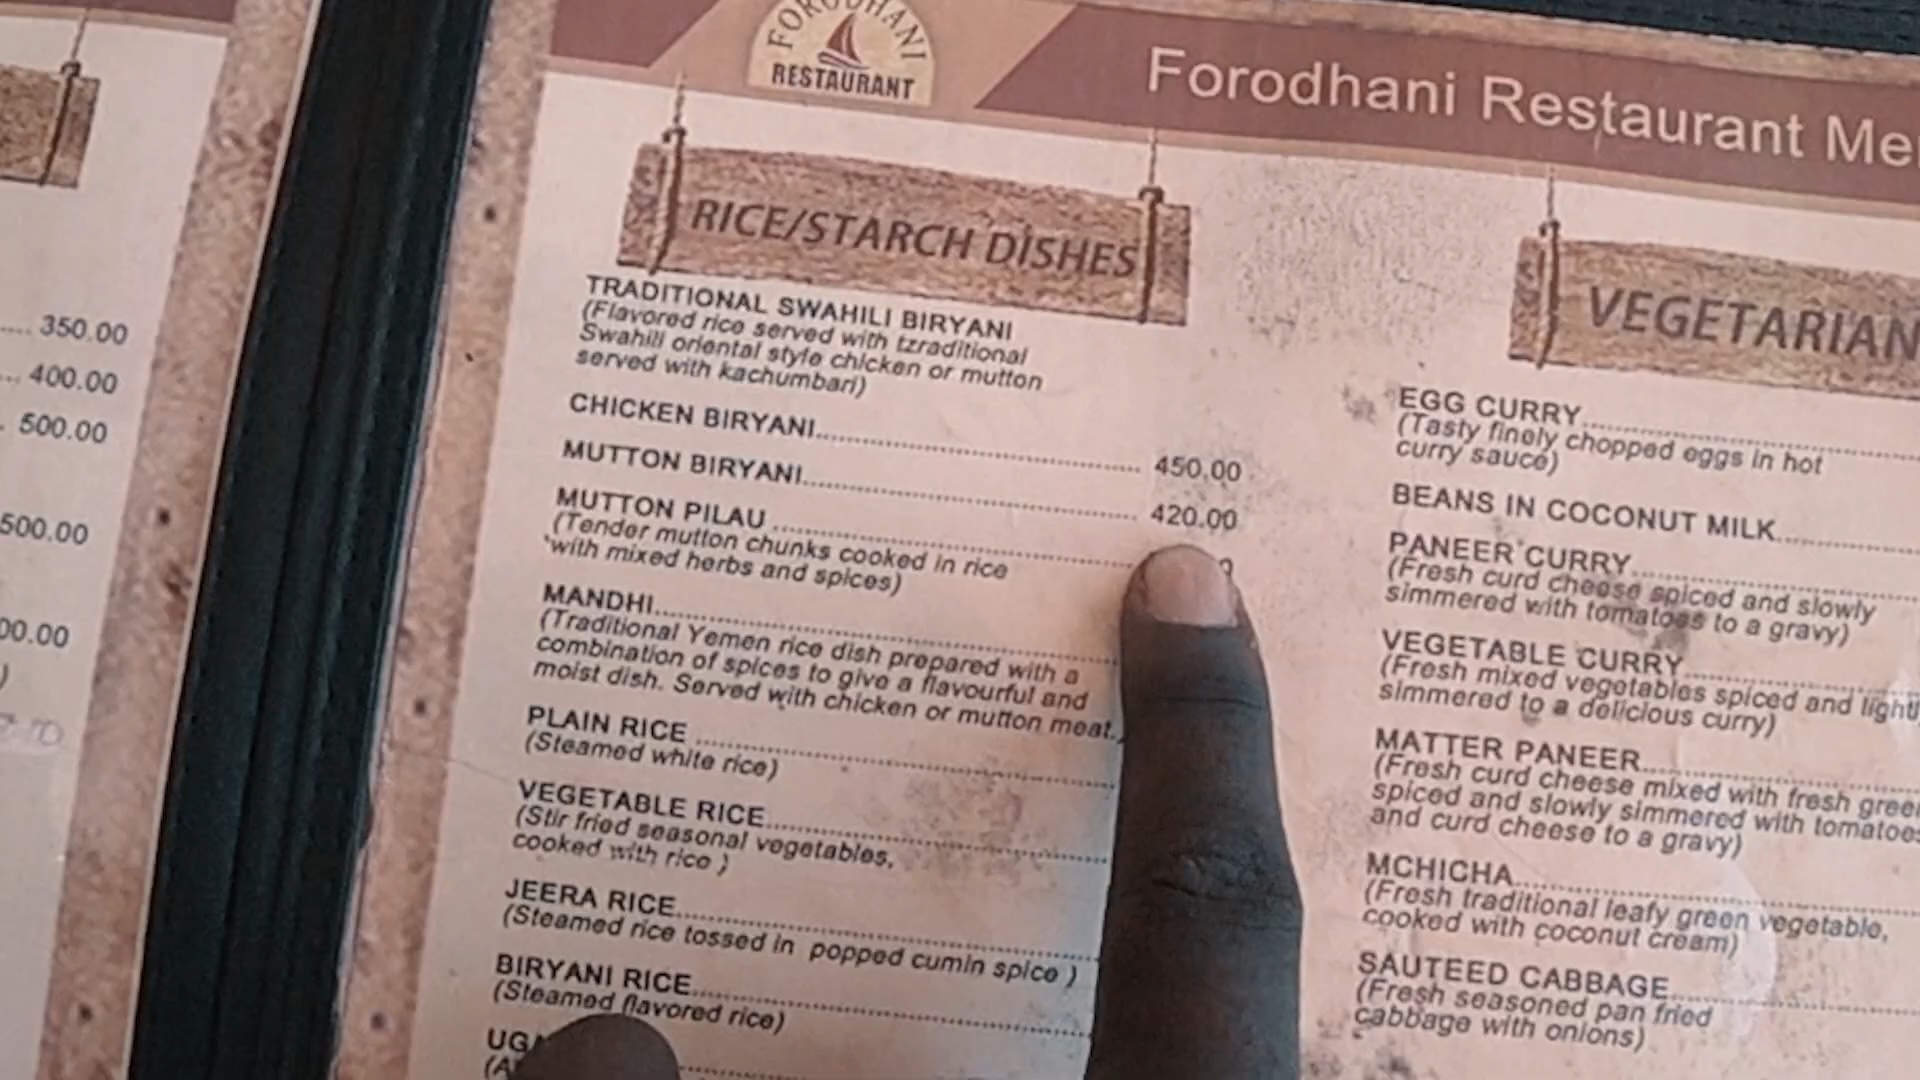 350.00
400.00
500.00
500.00
00.00
FORODHANI
RESTAURANT
Forodhani Restaurant
RICE/STARCH DISHES
TRADITIONAL SWAHILI BIRYANI
(Flavored rice served with tzraditional
Swahili oriental style chicken or mutton
served with kachumbari)
CHICKEN BIRYANI 450.00
MUTTON BIRYANI 420.00
MUTTON PILAU
(Tender mutton chunks cooked in rice
with mixed herbs and spices)
MANDHI
(Traditional Yemen rice dish prepared with a
combination of spices to give a flavourful and
moist dish. Served with chicken or mutton meat.
PLAIN RICE
(Steamed white rice)
VEGETABLE RICE
(Stir fried seasonal vegetables,
cooked with rice )
JEERA RICE
(Steamed rice tossed in popped cumin spice )
BIRYANI RICE
(Steamed flavored rice)
VEGETARIAN
EGG CURRY
(Tasty finely chopped eggs in hot
curry sauce)
BEANS IN COCONUT MILK
PANEER CURRY
(Fresh curd cheese spiced and slowly
simmered with tomatoes to a gravy)
VEGETABLE CURRY
(Fresh mixed vegetables spiced and
simmered to a delicious curry)
MATTER PANEER
(Fresh curd cheese mixed with fresh
spiced and slowly simmered with tomatoes
and curd cheese to a gravy)
MCHICHA
(Fresh traditional leafy green vegetable,
cooked with coconut cream)
SAUTEED CABBAGE
(Fresh seasoned pan fried
cabbage with onions)